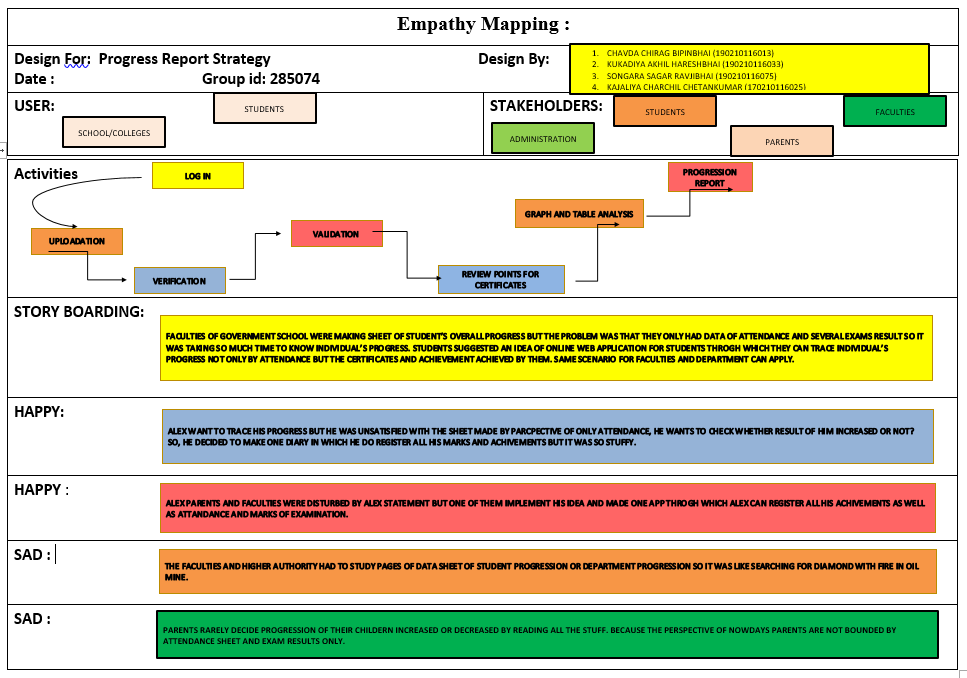 Empathy Mapping :
Design For: Progress Report Strategy
Design By:
1. CHAVDA CHIRAG BIPINBHAI (190210116013)
2. KUKADIYA AKHIL HARESHBHAI (190210116033)
3. SONGARA SAGAR RAVJIBHAI (190210116075)
4. KAJALIYA CHARCHIL CHETANKUMAR (170210116025)
Date :
Group id: 285074
USER:
STUDENTS
SCHOOL/COLLEGES
STAKEHOLDERS:
STUDENTS
FACULTIES
ADMINISTRATION
PARENTS
Activities
LOG IN
PROGRESSION
REPORT
GRAPH AND TABLE ANALYSIS
UPLOADATION
VALIDATION
VERIFICATION
REVIEW POINTS FOR
CERTIFICATES
STORY BOARDING:
FACULTIES OF GOVERNMENT SCHOOL WERE MAKING SHEET OF STUDENT'S OVERALL PROGRESS BUT THE PROBLEM WAS THAT THEY ONLY HAD DATA OF ATTENDANCE AND SEVERAL EXAMS RESULT SO IT
WAS TAKING SO MUCH TIME TO KNOW INDIVIDUAL'S PROGRESS. STUDENTS SUGGESTED AN IDEA OF ONLINE WEB APPLICATION FOR STUDENTS THROGH WHICH THEY CAN TRACE INDIVIDUAL'S
PROGRESS NOT ONLY BY ATTENDANCE BUT THE CERTIFICATES AND ACHIEVEMENT ACHIEVED BY THEM. SAME SCENARIO FOR FACULTIES AND DEPARTMENT CAN APPLY.
HAPPY:
ALEX WANT TO TRACE HIS PROGRESS BUT HE WAS UNSATISFIED WITH THE SHEET MADE BY PARCPECTIVE OF ONLY ATTENDANCE, HE WANTS TO CHECK WHETHER RESULT OF HIM INCREASED OR NOT?
SO, HE DECIDED TO MAKE ONE DIARY IN WHICH HE DO REGISTER ALL HIS MARKS AND ACHIVEMENTS BUT IT WAS SO STUFFY.
HAPPY :
ALEX PARENTS AND FACULTIES WERE DISTURBED BY ALEX STATEMENT BUT ONE OF THEM IMPLEMENT HIS IDEA AND MADE ONE APP THROGH WHICH ALEX CAN REGISTER ALL HIS ACHIVEMENTS AS WELL
AS ATTANDANCE AND MARKS OF EXAMINATION.
SAD :
THE FACULTIES AND HIGHER AUTHORITY HAD TO STUDY PAGES OF DATA SHEET OF STUDENT PROGRESSION OR DEPARTMENT PROGRESSION SO IT WAS LIKE SEARCHING FOR DIAMOND WITH FIRE IN OIL
MINE.
SAD :
PARENTS RARELY DECIDE PROGRESSION OF THEIR CHILDERN INCREASED OR DECREASED BY READING ALL THE STUFF. BECAUSE THE PERSPECTIVE OF NOWDAYS PARENTS ARE NOT BOUNDED BY
ATTENDANCE SHEET AND EXAM RESULTS ONLY.